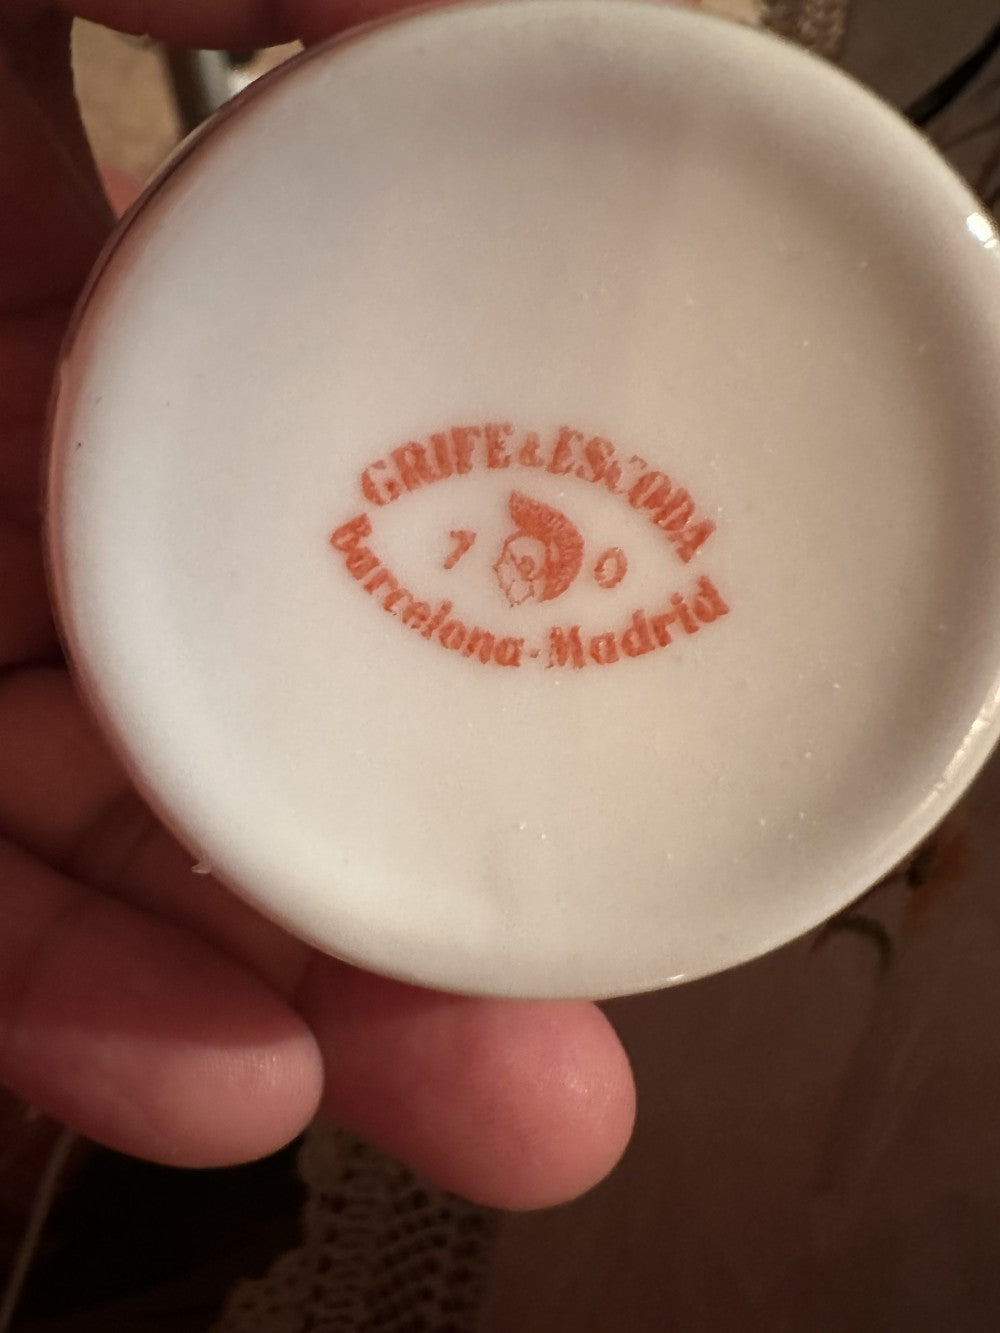 GRIFE & ESCODA
7 0
Barcelona - Madrid